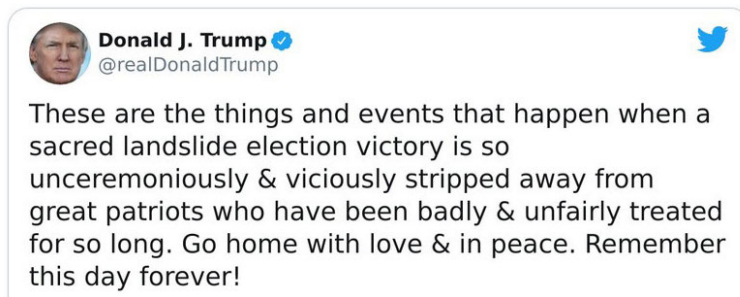 Donald J. Trump
@realDonaldTrump
These are the things and events that happen when a
sacred landslide election victory is so
unceremoniously & viciously stripped away from
great patriots who have been badly & unfairly treated
for so long. Go home with love & in peace. Remember
this day forever!